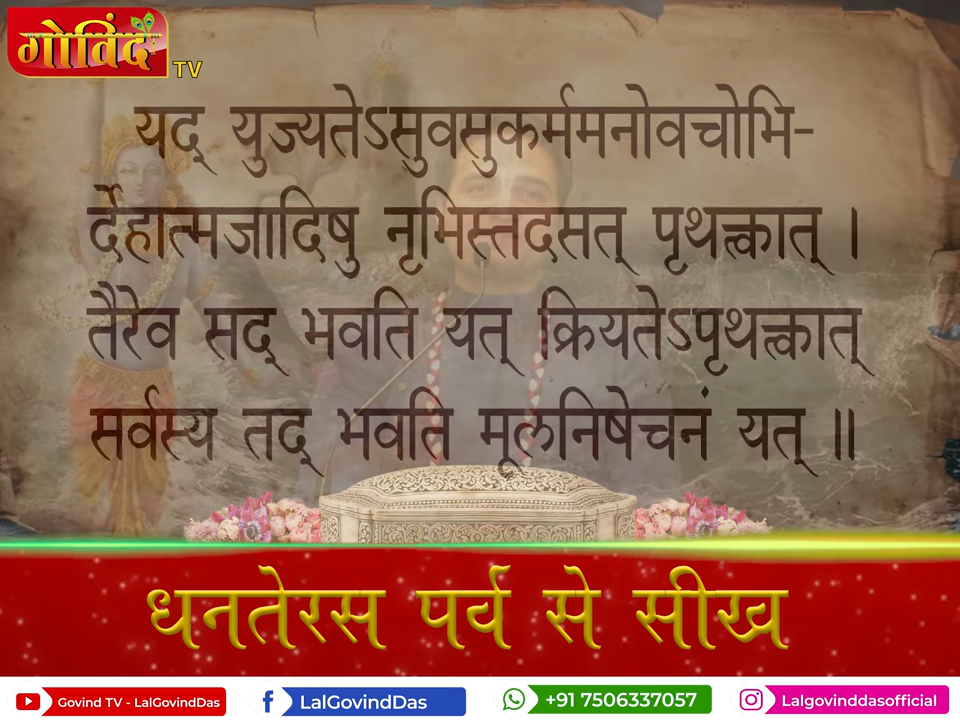 गोविंद
TV
यद् युज्यतेऽसुवसुकर्ममनोवचोभि-
र्देहात्मजादिषु नृभिस्तदसत् पृथक्त्वात् ।
तैरेव सद् भवति यत् क्रियतेऽपृथक्त्वात्
सर्वस्य तद् भवति मूलनिषेचनं यत् ॥
धनतेरस पर्व से सीख
Govind TV - LalGovindDas
LalGovindDas
+91 7506337057
Lalgovinddasofficial